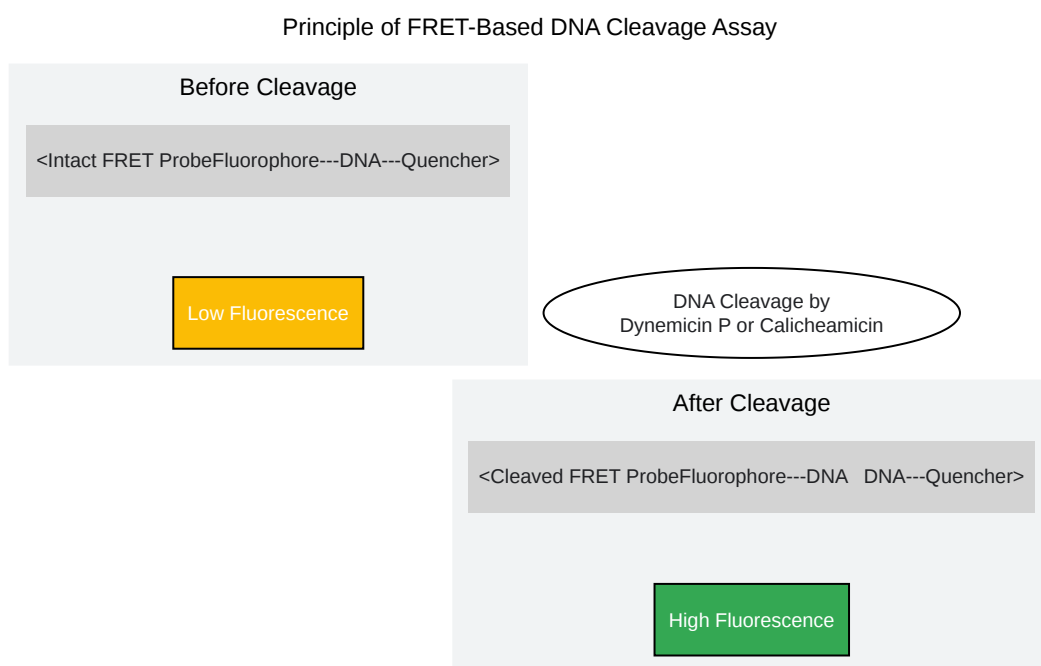 Principle of FRET-Based DNA Cleavage Assay
Before Cleavage
<Intact FRET ProbeFluorophore---DNA---Quencher>
Low Fluorescence
DNA Cleavage by
Dynemicin P or Calicheamicin
After Cleavage
<Cleaved FRET ProbeFluorophore---DNA   DNA---Quencher>
High Fluorescence